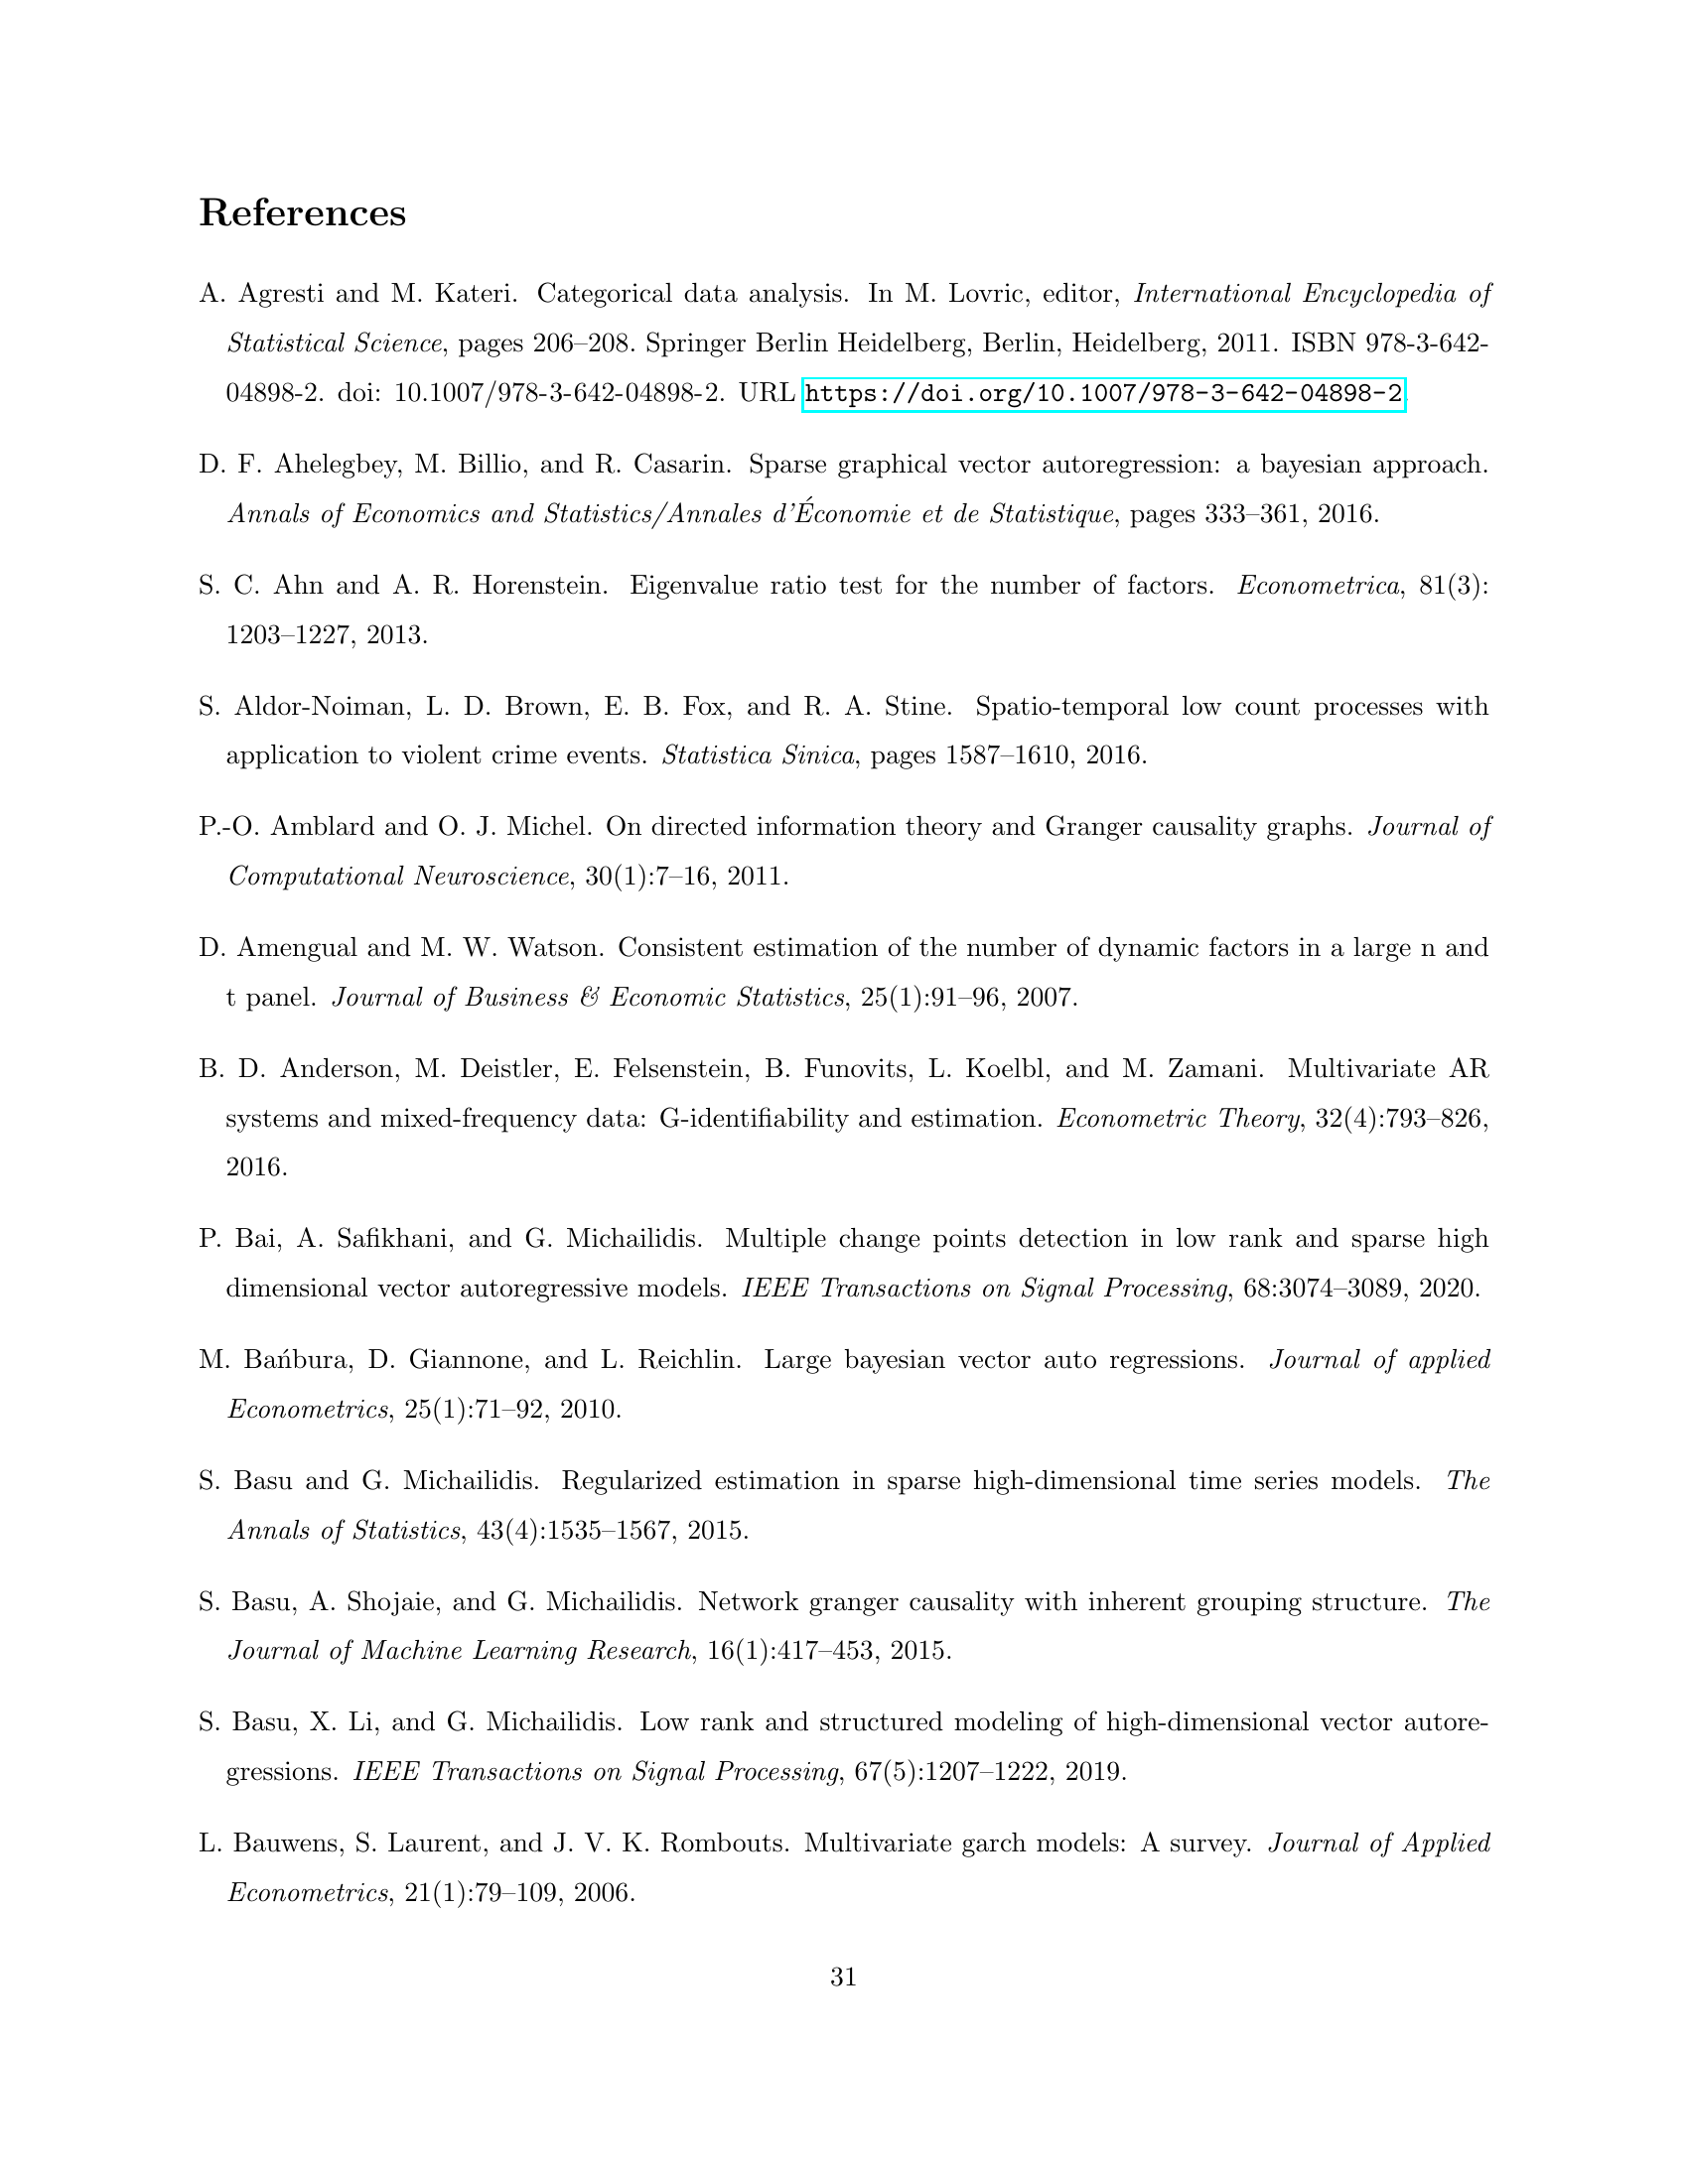 References
A. Agresti and M. Kateri. Categorical data analysis. In M. Lovric, editor, International Encyclopedia of
Statistical Science, pages 206–208. Springer Berlin Heidelberg, Berlin, Heidelberg, 2011. ISBN 978-3-642-
04898-2. doi: 10.1007/978-3-642-04898-2. URL https://doi.org/10.1007/978-3-642-04898-2
D. F. Ahelegbey, M. Billio, and R. Casarin. Sparse graphical vector autoregression: a bayesian approach.
Annals of Economics and Statistics/Annales d’Économie et de Statistique, pages 333–361, 2016.
S. C. Ahn and A. R. Horenstein. Eigenvalue ratio test for the number of factors. Econometrica, 81(3):
1203–1227, 2013.
S. Aldor-Noiman, L. D. Brown, E. B. Fox, and R. A. Stine. Spatio-temporal low count processes with
application to violent crime events. Statistica Sinica, pages 1587–1610, 2016.
P.-O. Amblard and O. J. Michel. On directed information theory and Granger causality graphs. Journal of
Computational Neuroscience, 30(1):7–16, 2011.
D. Amengual and M. W. Watson. Consistent estimation of the number of dynamic factors in a large n and
t panel. Journal of Business & Economic Statistics, 25(1):91–96, 2007.
B. D. Anderson, M. Deistler, E. Felsenstein, B. Funovits, L. Koelbl, and M. Zamani. Multivariate AR
systems and mixed-frequency data: G-identifiability and estimation. Econometric Theory, 32(4):793–826,
2016.
P. Bai, A. Safikhani, and G. Michailidis. Multiple change points detection in low rank and sparse high
dimensional vector autoregressive models. IEEE Transactions on Signal Processing, 68:3074–3089, 2020.
M. Bańbura, D. Giannone, and L. Reichlin. Large bayesian vector auto regressions. Journal of applied
Econometrics, 25(1):71–92, 2010.
S. Basu and G. Michailidis. Regularized estimation in sparse high-dimensional time series models. The
Annals of Statistics, 43(4):1535–1567, 2015.
S. Basu, A. Shojaie, and G. Michailidis. Network granger causality with inherent grouping structure. The
Journal of Machine Learning Research, 16(1):417–453, 2015.
S. Basu, X. Li, and G. Michailidis. Low rank and structured modeling of high-dimensional vector autore-
gressions. IEEE Transactions on Signal Processing, 67(5):1207–1222, 2019.
L. Bauwens, S. Laurent, and J. V. K. Rombouts. Multivariate garch models: A survey. Journal of Applied
Econometrics, 21(1):79–109, 2006.
31